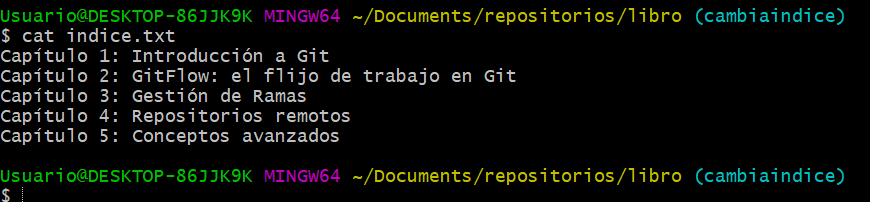 Usuario@DESKTOP-86JJK9K MINGW64 ~/Documents/repositorios/libro (cambiaindice)
$ cat indice.txt
Capítulo 1: Introducción a Git
Capítulo 2: GitFlow: el flijo de trabajo en Git
Capítulo 3: Gestión de Ramas
Capítulo 4: Repositorios remotos
Capítulo 5: Conceptos avanzados
Usuario@DESKTOP-86JJK9K MINGW64 ~/Documents/repositorios/libro (cambiaindice)
$